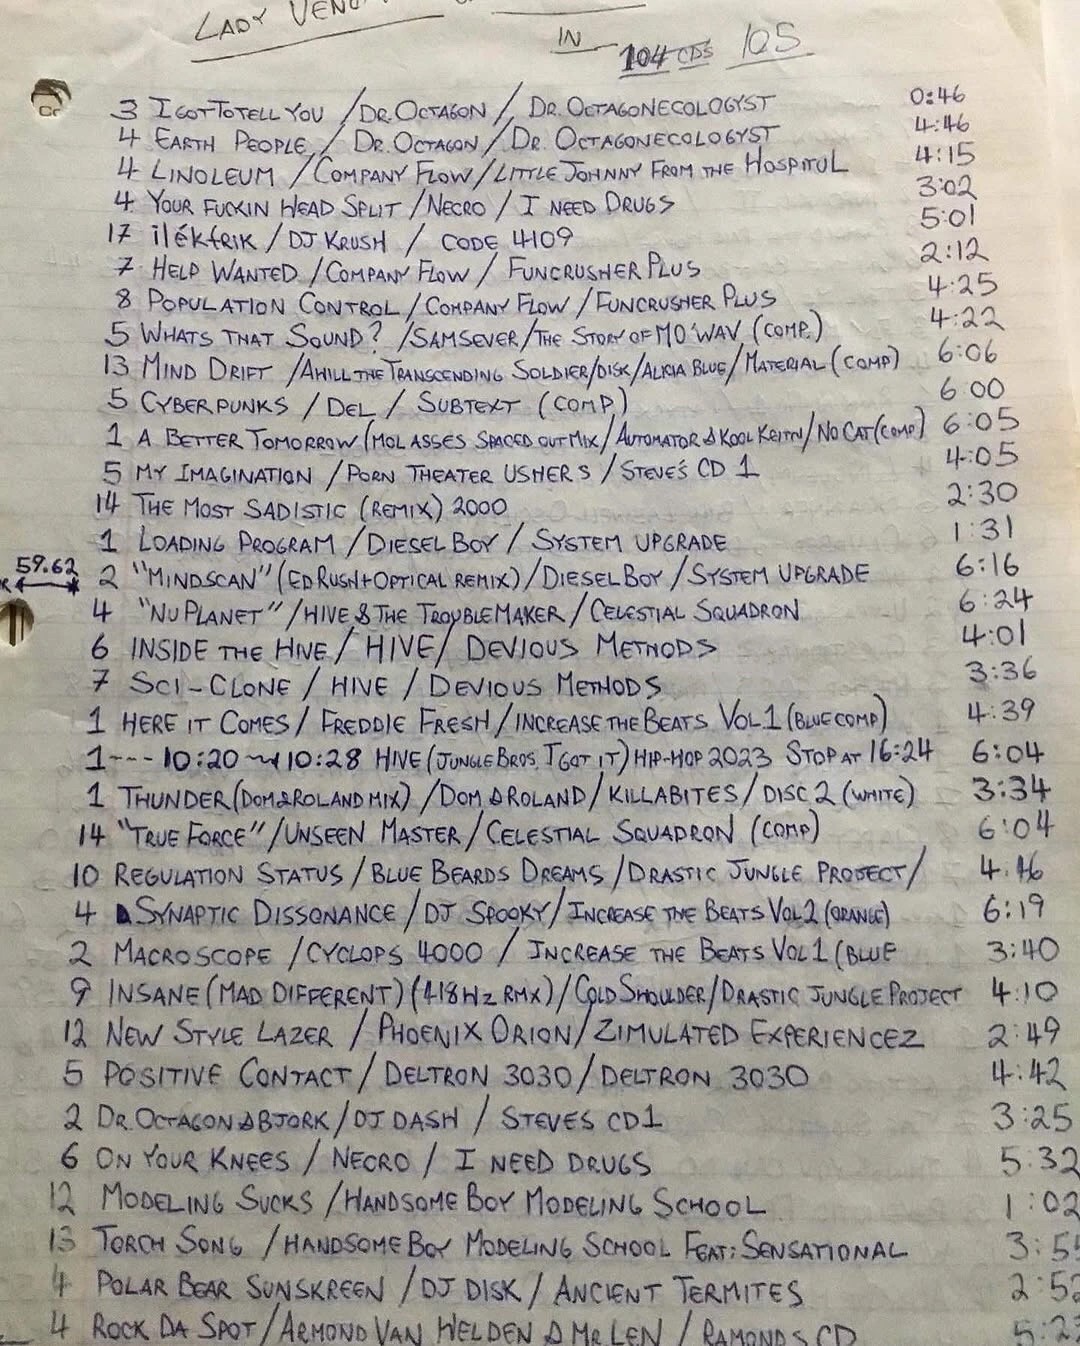 LADY
IN 104 CDS 105
3 I GOT TO TELL YOU / DR. OCTAGON / DR. OCTAGONECOLOGYST 0:46
4 EARTH PEOPLE / DR. OCTAGON / DR. OCTAGONECOLOGYST 4:46
4 LINOLEUM / COMPANY FLOW / LITTLE JOHNNY FROM THE HOSPITUL 4:15
4 YOUR FUCKIN HEAD SPLIT / NECRO / I NEED DRUGS 3:02
17 iléktrik / DJ KRUSH / CODE 4109 5:01
7 HELP WANTED / COMPANY FLOW / FUNCRUSHER PLUS 2:12
8 POPULATION CONTROL / COMPANY FLOW / FUNCRUSHER PLUS 4:25
5 WHATS THAT SOUND? / SAMSEVER / THE STORY OF MO'WAV (COMP.) 4:22
13 MIND DRIFT / AHILL THE TRANSCENDING SOLDIER / DISK / ALICIA BLUE / MATERIAL (COMP) 6:06
5 CYBERPUNKS / DEL / SUBTEXT (COMP) 6:00
1 A BETTER TOMORROW (MOLASSES SPACED OUT MIX / AUTOMATOR & KOOL KEITH / NO CAT (COMP) 6:05
5 MY IMAGINATION / PORN THEATER USHERS / STEVE'S CD 1 4:05
14 THE MOST SADISTIC (REMIX) 2000 2:30
1 LOADING PROGRAM / DIESEL BOY / SYSTEM UPGRADE 1:31
59.62 2 "MINDSCAN" (ED RUSH + OPTICAL REMIX) / DIESEL BOY / SYSTEM UPGRADE 6:16
4 "NU PLANET" / HIVE & THE TROUBLEMAKER / CELESTIAL SQUADRON 6:24
6 INSIDE THE HIVE / HIVE / DEVIOUS METHODS 4:01
7 SCI-CLONE / HIVE / DEVIOUS METHODS 3:36
1 HERE IT COMES / FREDDIE FRESH / INCREASE THE BEATS VOL 1 (BLUE COMP) 4:39
1--- 10:20 ~ 10:28 HIVE (JUNGLE BROS. I GOT IT) HIP-HOP 2023 STOP AT 16:24 6:04
1 THUNDER (DOM & ROLAND MIX) / DOM & ROLAND / KILLABITES / DISC 2 (WHITE) 3:34
14 "TRUE FORCE" / UNSEEN MASTER / CELESTIAL SQUADRON (COMP) 6:04
10 REGULATION STATUS / BLUE BEARDS DREAMS / DRASTIC JUNGLE PROJECT / 4:46
4 SYNAPTIC DISSONANCE / DJ SPOOKY / INCREASE THE BEATS VOL 2 (ORANGE) 6:19
2 MACROSCOPE / CYCLOPS 4000 / INCREASE THE BEATS VOL 1 (BLUE 3:40
9 INSANE (MAD DIFFERENT) (418 Hz RMX) / COLD SHOULDER / DRASTIC JUNGLE PROJECT 4:10
12 NEW STYLE LAZER / PHOENIX ORION / ZIMULATED EXPERIENCEZ 2:49
5 POSITIVE CONTACT / DELTRON 3030 / DELTRON 3030 4:42
2 DR. OCTAGON & BJORK / DJ DASH / STEVES CD 1 3:25
6 ON YOUR KNEES / NECRO / I NEED DRUGS 5:32
12 MODELING SUCKS / HANDSOME BOY MODELING SCHOOL 1:02
13 TORCH SONG / HANDSOME BOY MODELING SCHOOL FEAT: SENSATIONAL 3:5
4 POLAR BEAR SUNSKREEN / DJ DISK / ANCIENT TERMITES 2:52
4 ROCK DA SPOT / ARMOND VAN HELDEN & MR LEN / RAMONDS CD 5:2